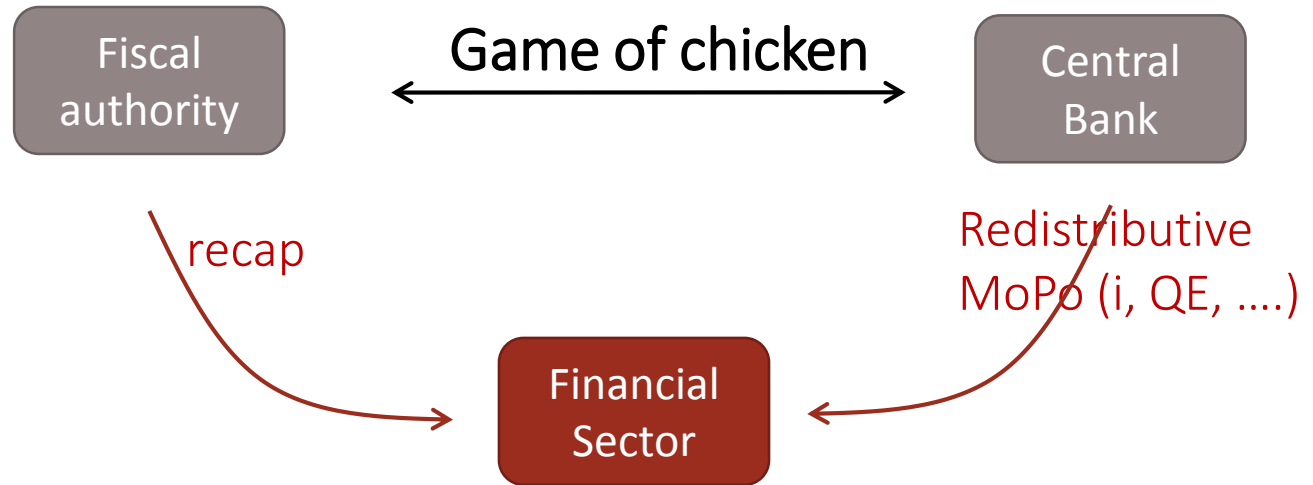 Fiscal
authority
Game of chicken
Central
Bank
recap
Redistributive
MoPo (i, QE, ....)
Financial
Sector